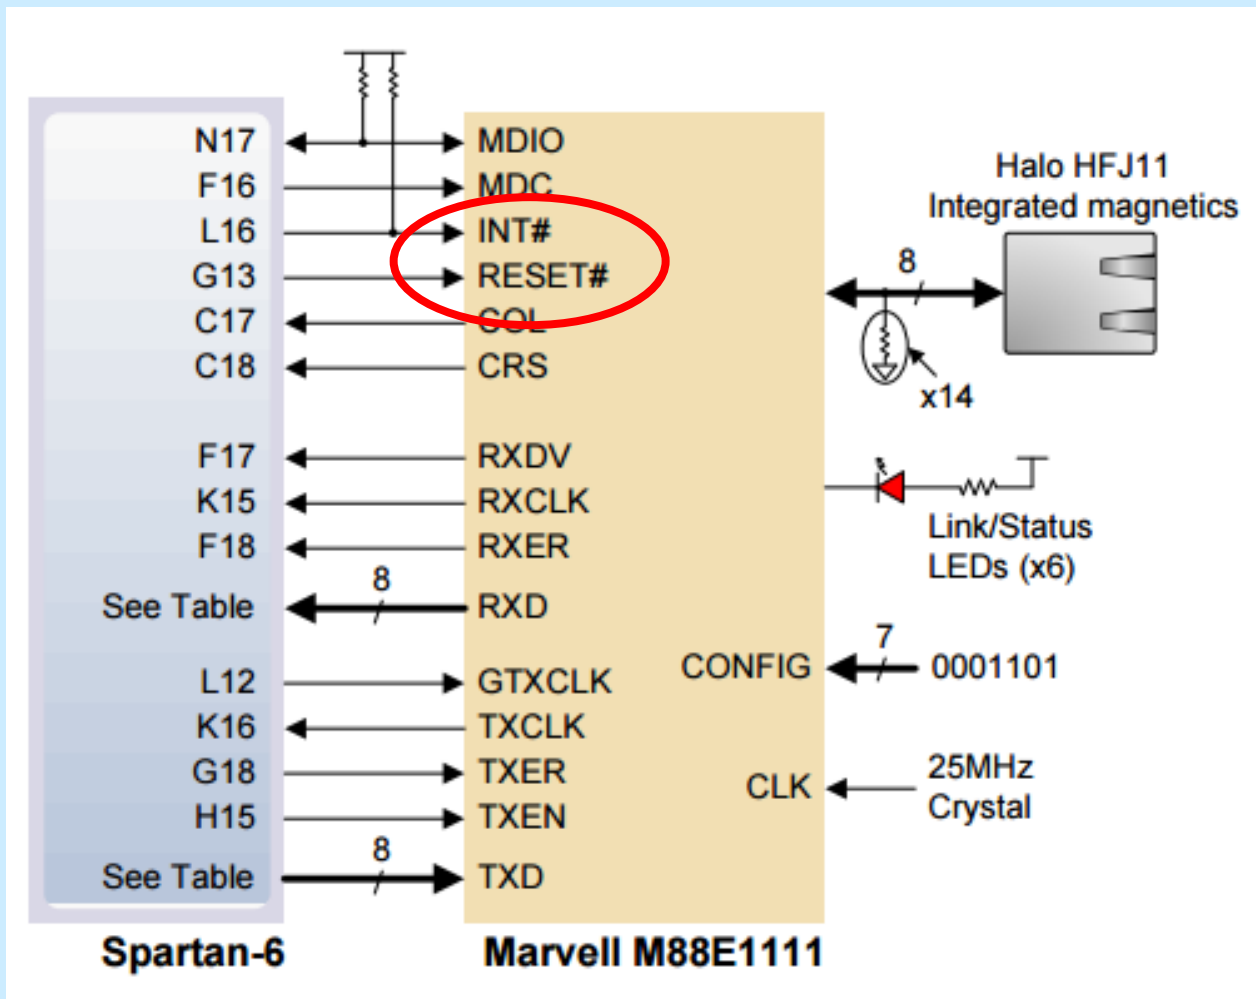 N17 MDIO
F16 MDC
L16 INT#
G13 RESET#
C17 COL
C18 CRS
F17 RXDV
K15 RXCLK
F18 RXER
See Table 8 RXD
L12 GTXCLK
K16 TXCLK
G18 TXER
H15 TXEN
See Table 8 TXD
Spartan-6
Marvell M88E1111
Halo HFJ11
Integrated magnetics
8
x14
Link/Status
LEDs (x6)
CONFIG 7 0001101
CLK
25MHz
Crystal